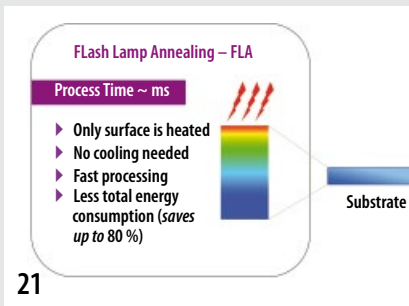 FLash Lamp Annealing – FLA
Process Time ~ ms
Only surface is heated
No cooling needed
Fast processing
Less total energy
consumption (saves
up to 80 %)
Substrate
21